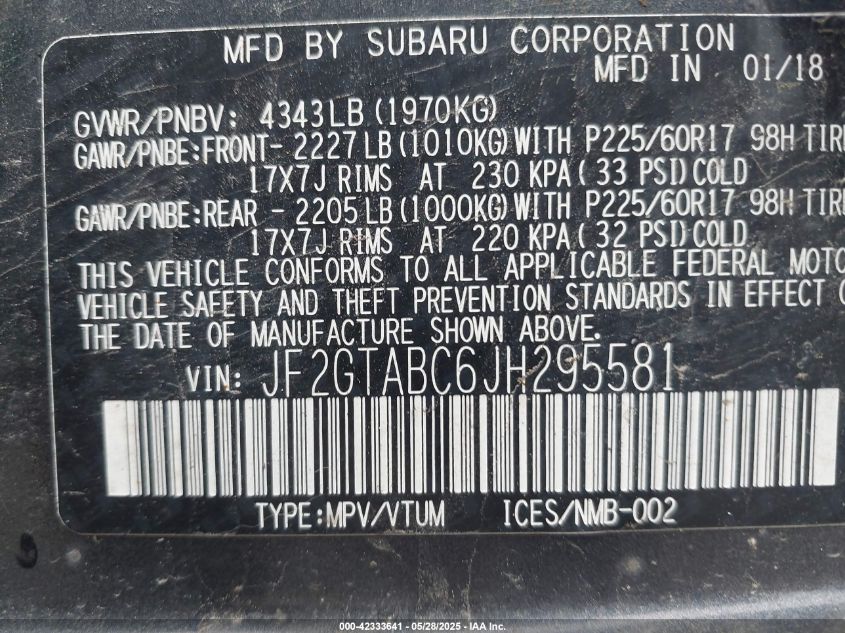 MFD BY SUBARU CORPORATION
MFD IN 01/18
GVWR/PNBV: 4343LB (1970KG)
GAWR/PNBE:FRONT- 2227LB (1010KG) WITH P225/60R17 98H TIR
17X7J RIMS AT 230 KPA( 33 PSI) COLD
GAWR/PNBE:REAR - 2205LB (1000KG) WITH P225/60R17 98H TIR
17X7J RIMS AT 220 KPA( 32 PSI) COLD
THIS VEHICLE CONFORMS TO ALL APPLICABLE FEDERAL MOTO
VEHICLE SAFETY AND THEFT PREVENTION STANDARDS IN EFFECT
THE DATE OF MANUFACTURE SHOWN ABOVE.
VIN: JF2GTABC6JH295581
TYPE:MPV/VTUM ICES/NMB-002
000-42333641 - 05/28/2025 - IAA Inc.